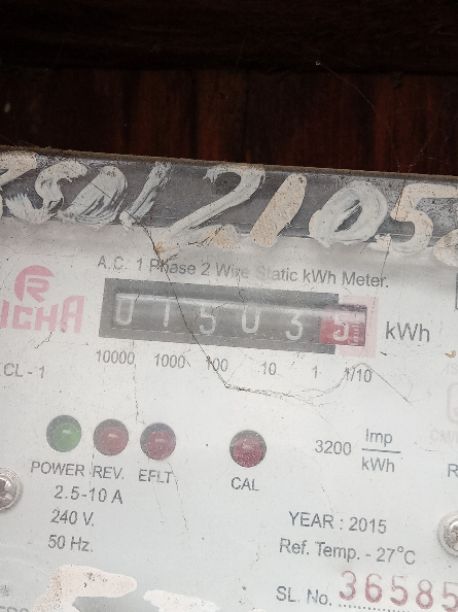 A.C. 1 Phase 2 Wire Static kWh Meter.
RICHA
01503 kWh
10000 1000 100 10 1 1/10
CL-1
3200 Imp/kWh
POWER REV. EFLT CAL
2.5-10 A
240 V.
50 Hz.
YEAR : 2015
Ref. Temp. - 27°C
SL. No. 36585